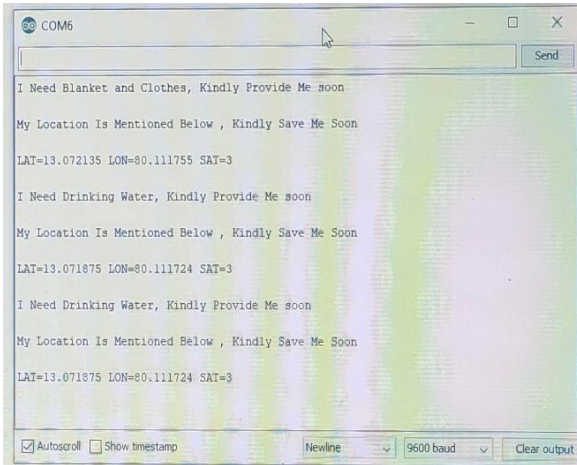 COM6
Send
I Need Blanket and Clothes, Kindly Provide Me soon
My Location Is Mentioned Below , Kindly Save Me Soon
LAT=13.072135 LON=80.111755 SAT=3
I Need Drinking Water, Kindly Provide Me soon
My Location Is Mentioned Below , Kindly Save Me Soon
LAT=13.071875 LON=80.111724 SAT=3
I Need Drinking Water, Kindly Provide Me soon
My Location Is Mentioned Below , Kindly Save Me Soon
LAT=13.071875 LON=80.111724 SAT=3
Autoscroll Show timestamp Newline 9600 baud Clear output